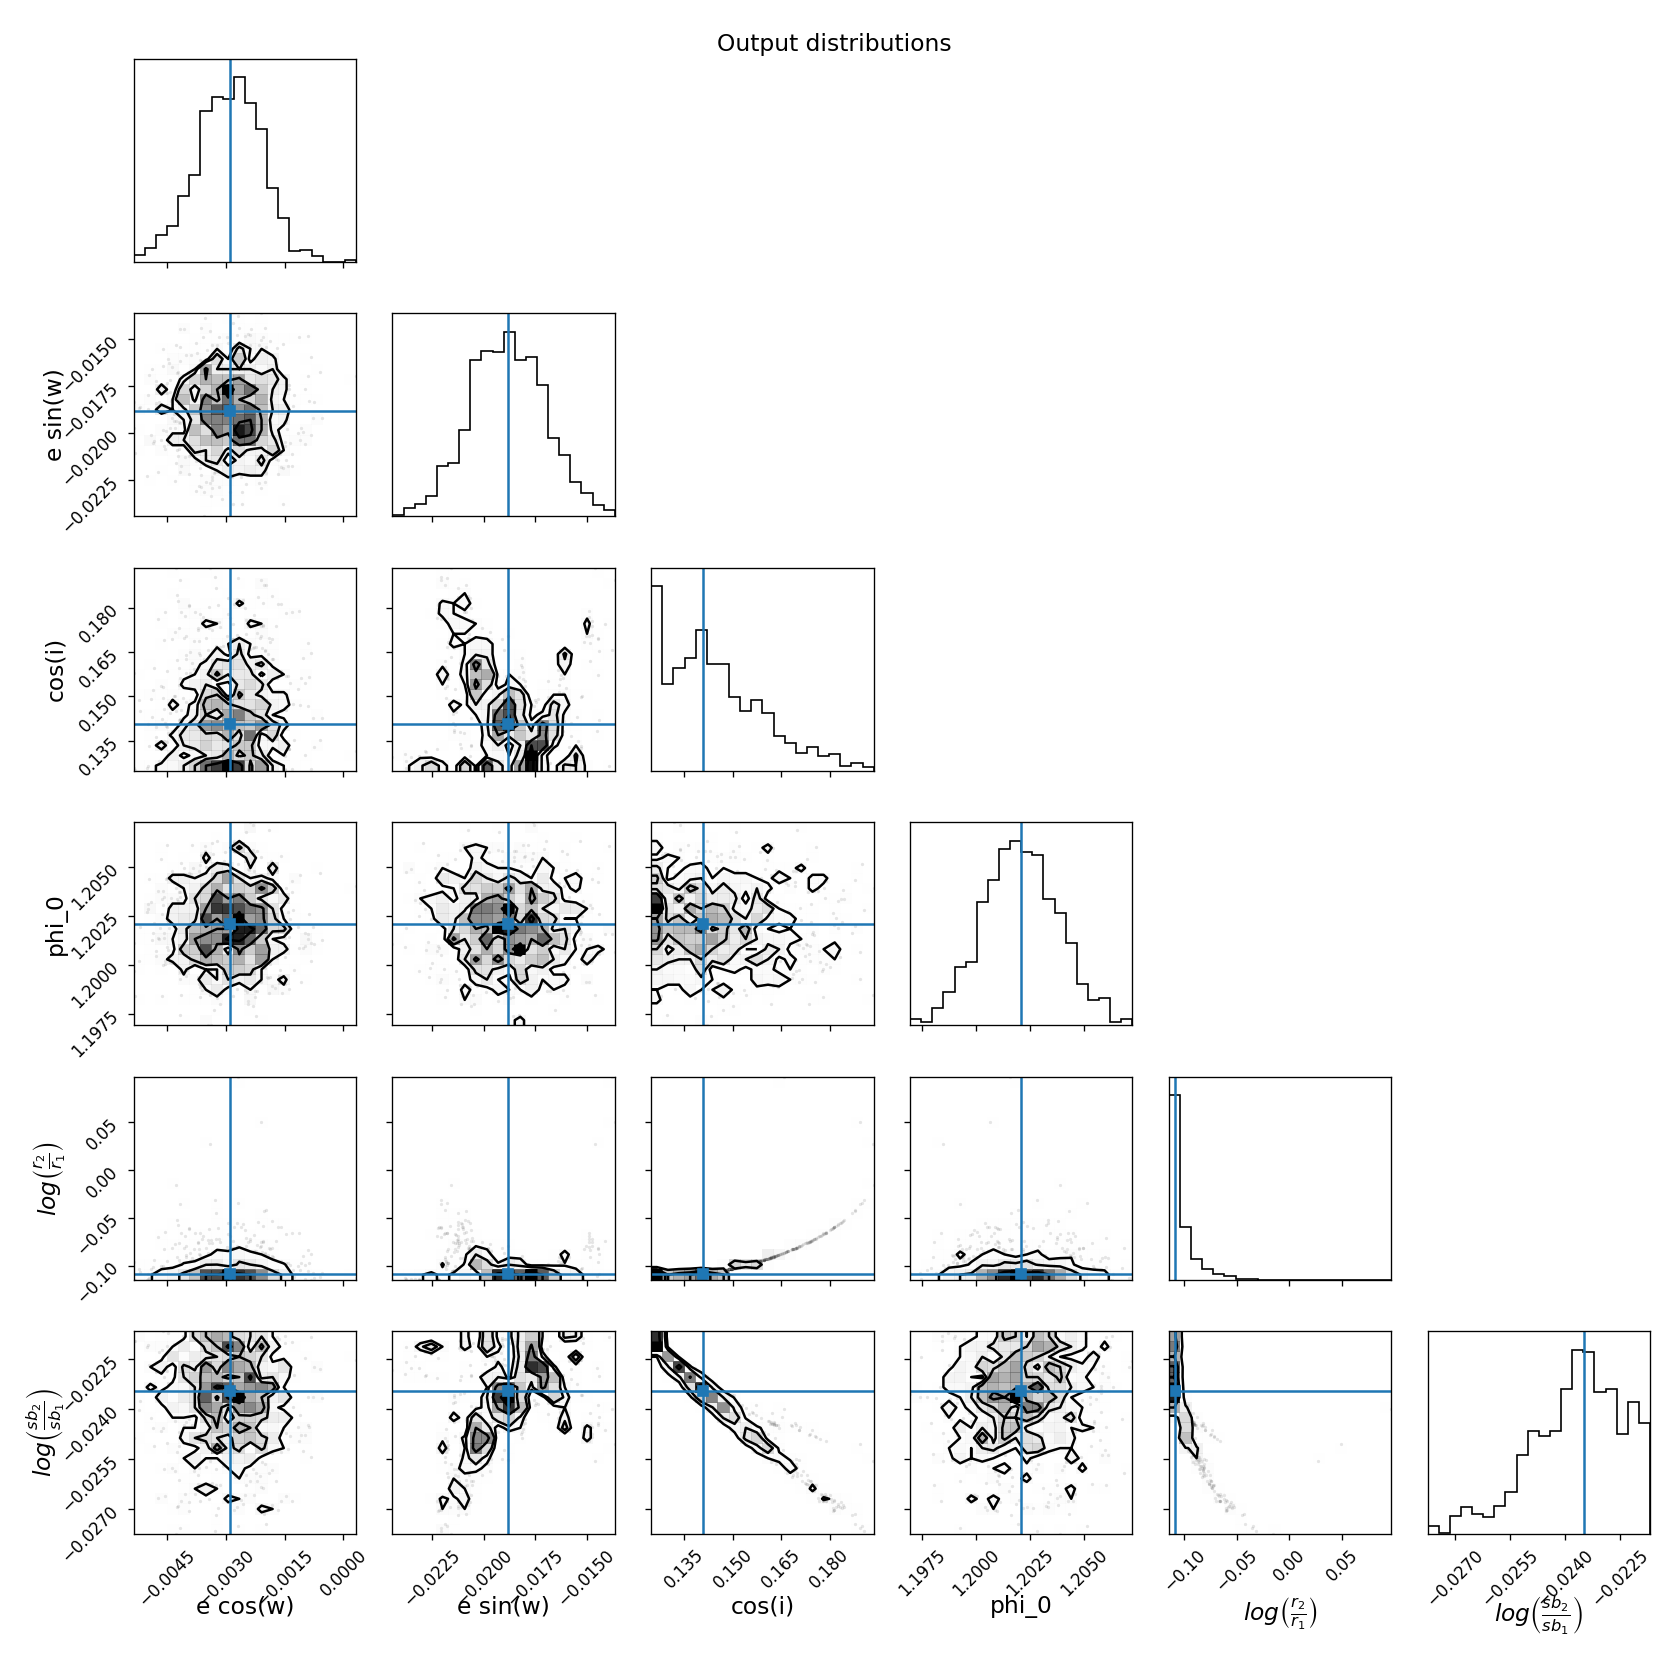 Output distributions
e sin(w)
−0.0150
−0.0175
−0.0200
−0.0225
cos(i)
0.180
0.165
0.150
0.135
phi_0
1.2050
1.2025
1.2000
1.1975
log(r₂/r₁)
0.05
0.00
−0.05
−0.10
log(sb₂/sb₁)
−0.0225
−0.0240
−0.0255
−0.0270
−0.0045 −0.0030 −0.0015 0.0000
−0.0225 −0.0200 −0.0175 −0.0150
0.135 0.150 0.165 0.180
1.1975 1.2000 1.2025 1.2050
−0.10 −0.05 0.00 0.05
−0.0270 −0.0255 −0.0240 −0.0225
e cos(w) e sin(w) cos(i) phi_0 log(r₂/r₁) log(sb₂/sb₁)